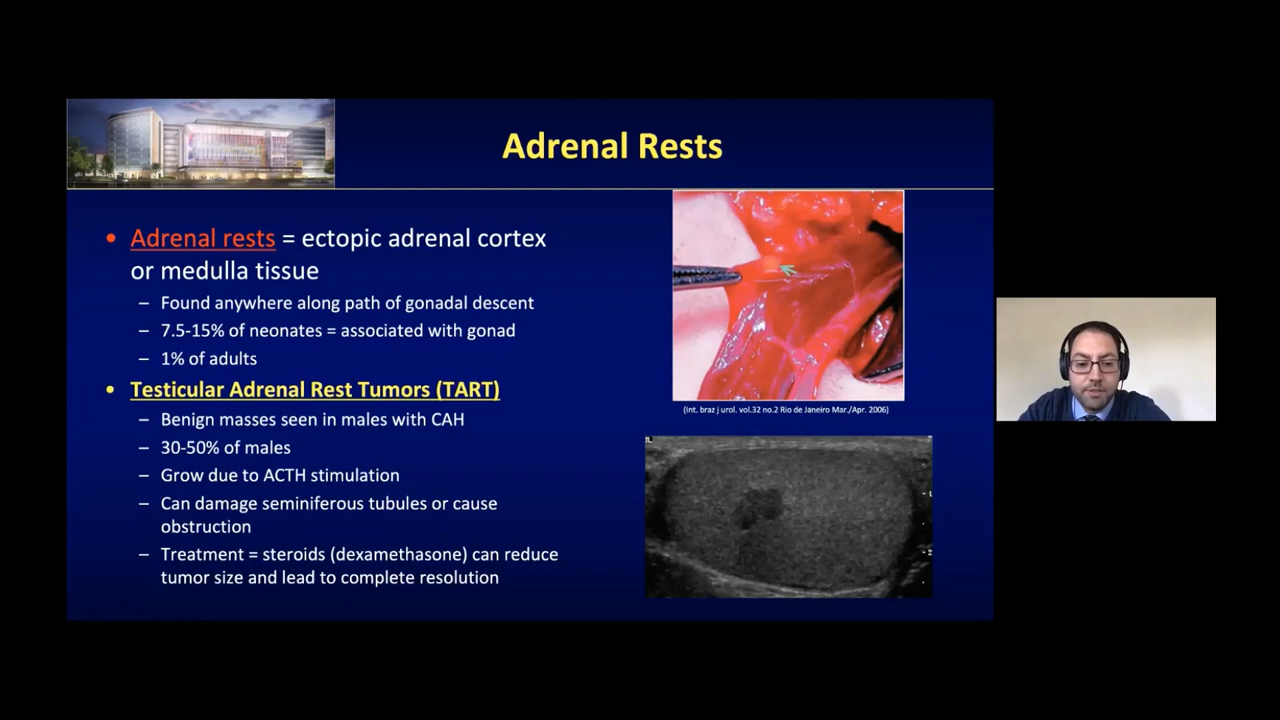 Adrenal Rests
• Adrenal rests = ectopic adrenal cortex
or medulla tissue
– Found anywhere along path of gonadal descent
– 7.5-15% of neonates = associated with gonad
– 1% of adults
• Testicular Adrenal Rest Tumors (TART)
– Benign masses seen in males with CAH
– 30-50% of males
– Grow due to ACTH stimulation
– Can damage seminiferous tubules or cause
obstruction
– Treatment = steroids (dexamethasone) can reduce
tumor size and lead to complete resolution
(Int. braz j urol. vol.32 no.2 Rio de Janeiro Mar./Apr. 2006)